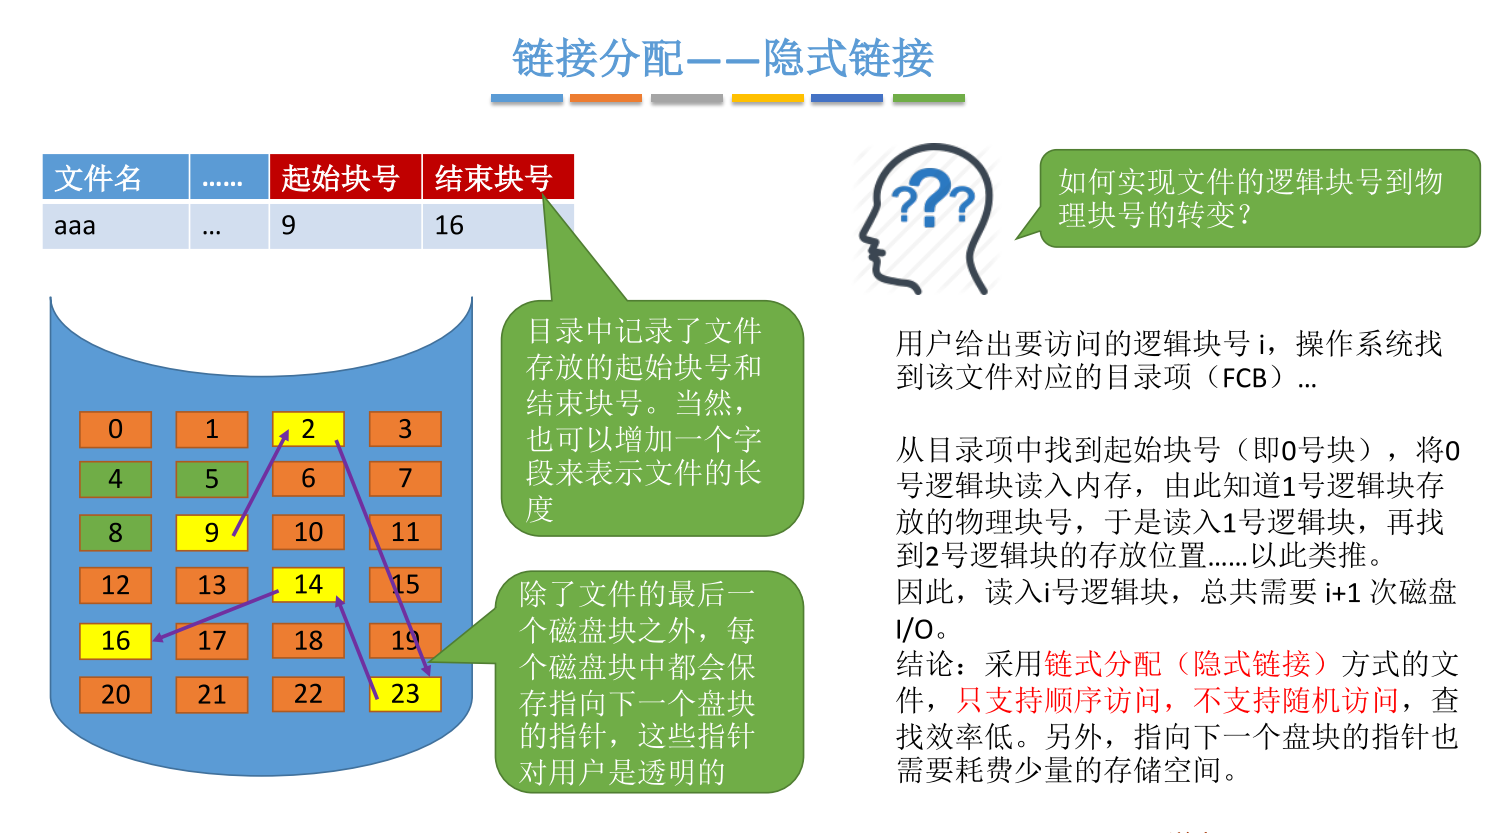 链接分配——隐式链接
文件名 …… 起始块号 结束块号
aaa … 9 16
如何实现文件的逻辑块号到物
理块号的转变？
目录中记录了文件
存放的起始块号和
结束块号。当然，
也可以增加一个字
段来表示文件的长
度
0 1 2 3
4 5 6 7
8 9 10 11
12 13 14 15
16 17 18 19
20 21 22 23
除了文件的最后一
个磁盘块之外，每
个磁盘块中都会保
存指向下一个盘块
的指针，这些指针
对用户是透明的
用户给出要访问的逻辑块号 i，操作系统找
到该文件对应的目录项（FCB）…
从目录项中找到起始块号（即0号块），将0
号逻辑块读入内存，由此知道1号逻辑块存
放的物理块号，于是读入1号逻辑块，再找
到2号逻辑块的存放位置……以此类推。
因此，读入i号逻辑块，总共需要 i+1 次磁盘
I/O。
结论：采用链式分配（隐式链接）方式的文
件，只支持顺序访问，不支持随机访问，查
找效率低。另外，指向下一个盘块的指针也
需要耗费少量的存储空间。